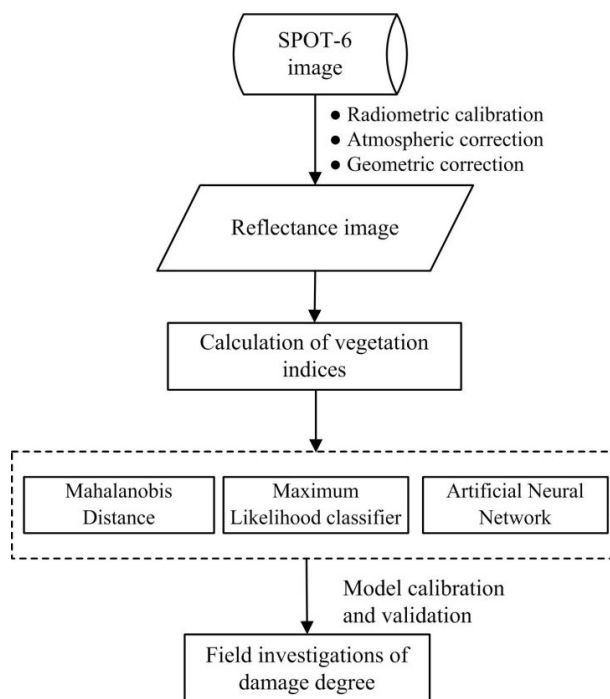 SPOT-6
image
● Radiometric calibration
● Atmospheric correction
● Geometric correction
Reflectance image
Calculation of vegetation
indices
Mahalanobis
Distance
Maximum
Likelihood classifier
Artificial Neural
Network
Model calibration
and validation
Field investigations of
damage degree